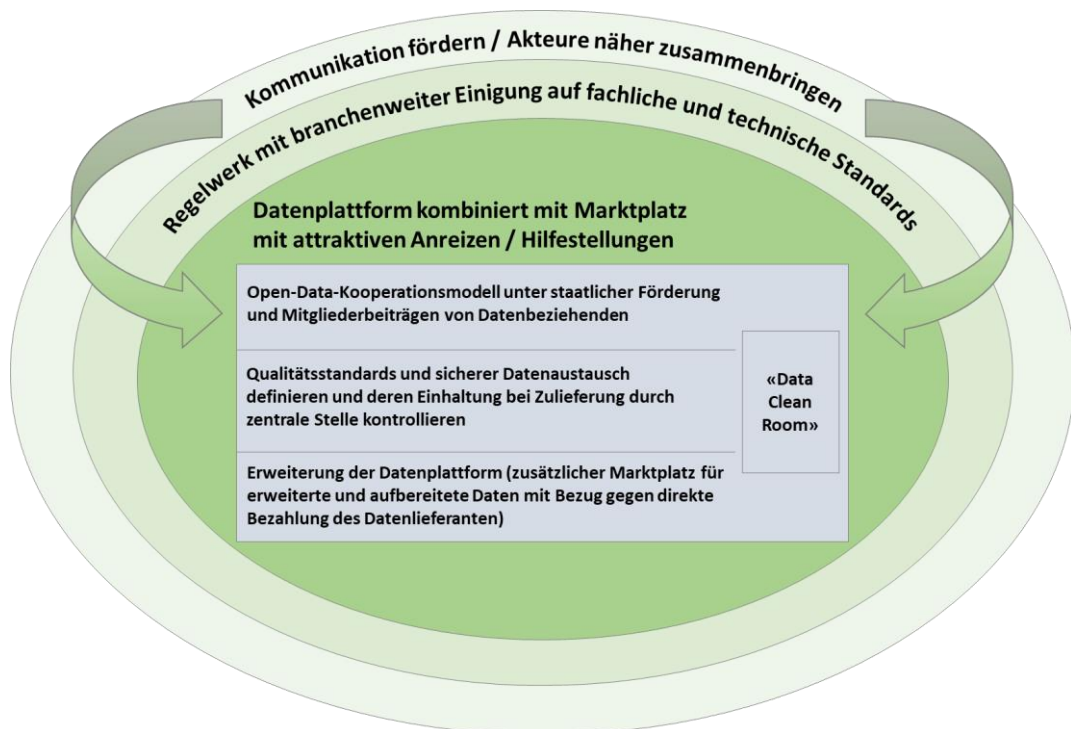 Kommunikation fördern / Akteure näher zusammenbringen
Regelwerk mit branchenweiter Einigung auf fachliche und technische Standards
Datenplattform kombiniert mit Marktplatz
mit attraktiven Anreizen / Hilfestellungen
Open-Data-Kooperationsmodell unter staatlicher Förderung
und Mitgliederbeiträgen von Datenbeziehenden
Qualitätsstandards und sicherer Datenaustausch
definieren und deren Einhaltung bei Zulieferung durch
zentrale Stelle kontrollieren
Erweiterung der Datenplattform (zusätzlicher Marktplatz für
erweiterte und aufbereitete Daten mit Bezug gegen direkte
Bezahlung des Datenlieferanten)
«Data
Clean
Room»